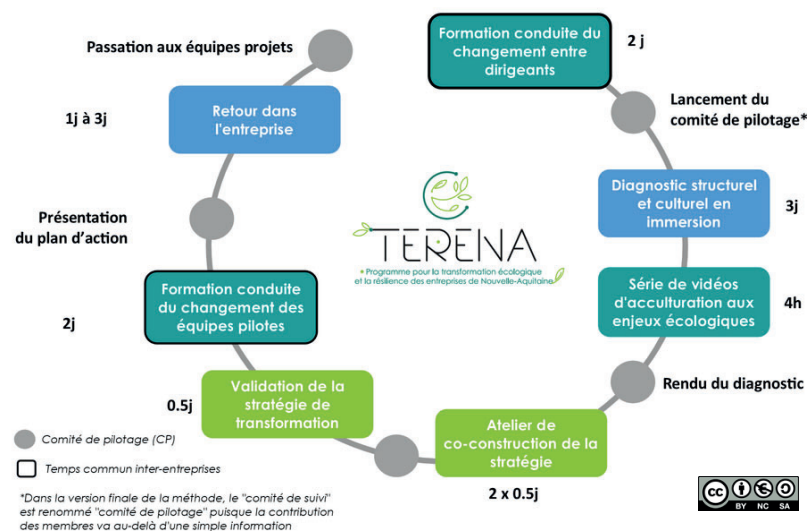 Formation conduite du
changement entre
dirigeants
2 j
Lancement du
comité de pilotage*
Diagnostic structurel
et culturel en
immersion
3j
Série de vidéos
d'acculturation aux
enjeux écologiques
4h
Rendu du diagnostic
Atelier de
co-construction de la
stratégie
2 x 0.5j
Validation de la
stratégie de
transformation
0.5j
Formation conduite
du changement des
équipes pilotes
2j
Présentation
du plan d'action
Retour dans
l'entreprise
1j à 3j
Passation aux équipes projets
TERENA
Programme pour la transformation écologique
et la résilience des entreprises de Nouvelle-Aquitaine
Comité de pilotage (CP)
Temps commun inter-entreprises
*Dans la version finale de la méthode, le "comité de suivi"
est renommé "comité de pilotage" puisque la contribution
des membres va au-delà d'une simple information
cc
BY NC SA